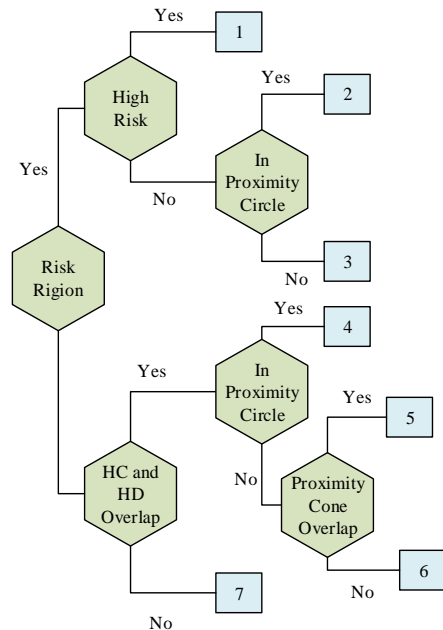 Yes
1
High
Risk
Yes
2
Yes
In
Proximity
Circle
No
Risk
Rigion
No
3
Yes
4
In
Proximity
Circle
Yes
Yes
5
HC and
HD
Overlap
No
Proximity
Cone
Overlap
7
No
No
6